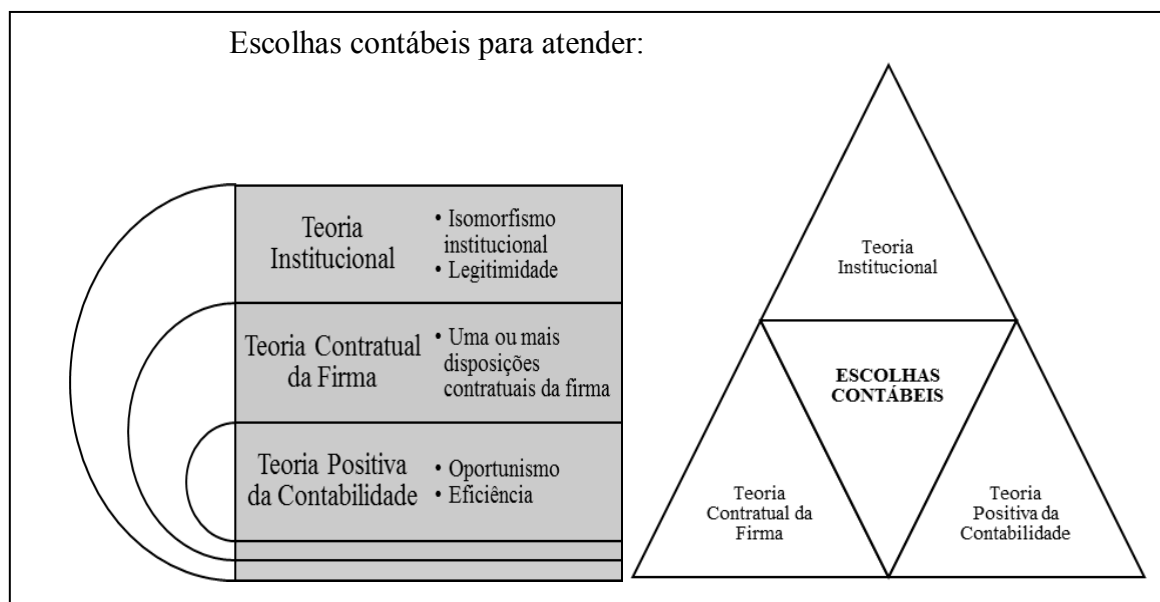 Escolhas contábeis para atender:
Teoria
Institucional
• Isomorfismo
institucional
• Legitimidade
Teoria Contratual
da Firma
• Uma ou mais
disposições
contratuais da firma
Teoria Positiva
da Contabilidade
• Oportunismo
• Eficiência
Teoria
Institucional
ESCOLHAS
CONTÁBEIS
Teoria
Contratual da
Firma
Teoria
Positiva da
Contabilidade